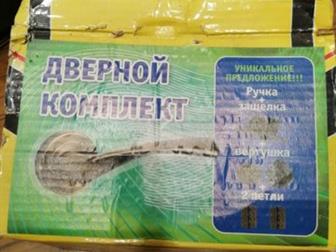 ДВЕРНОЙ
КОМПЛЕКТ
УНИКАЛЬНОЕ
ПРЕДЛОЖЕНИЕ!!!
Ручка
защелка
+
вертушка
+
2 петли